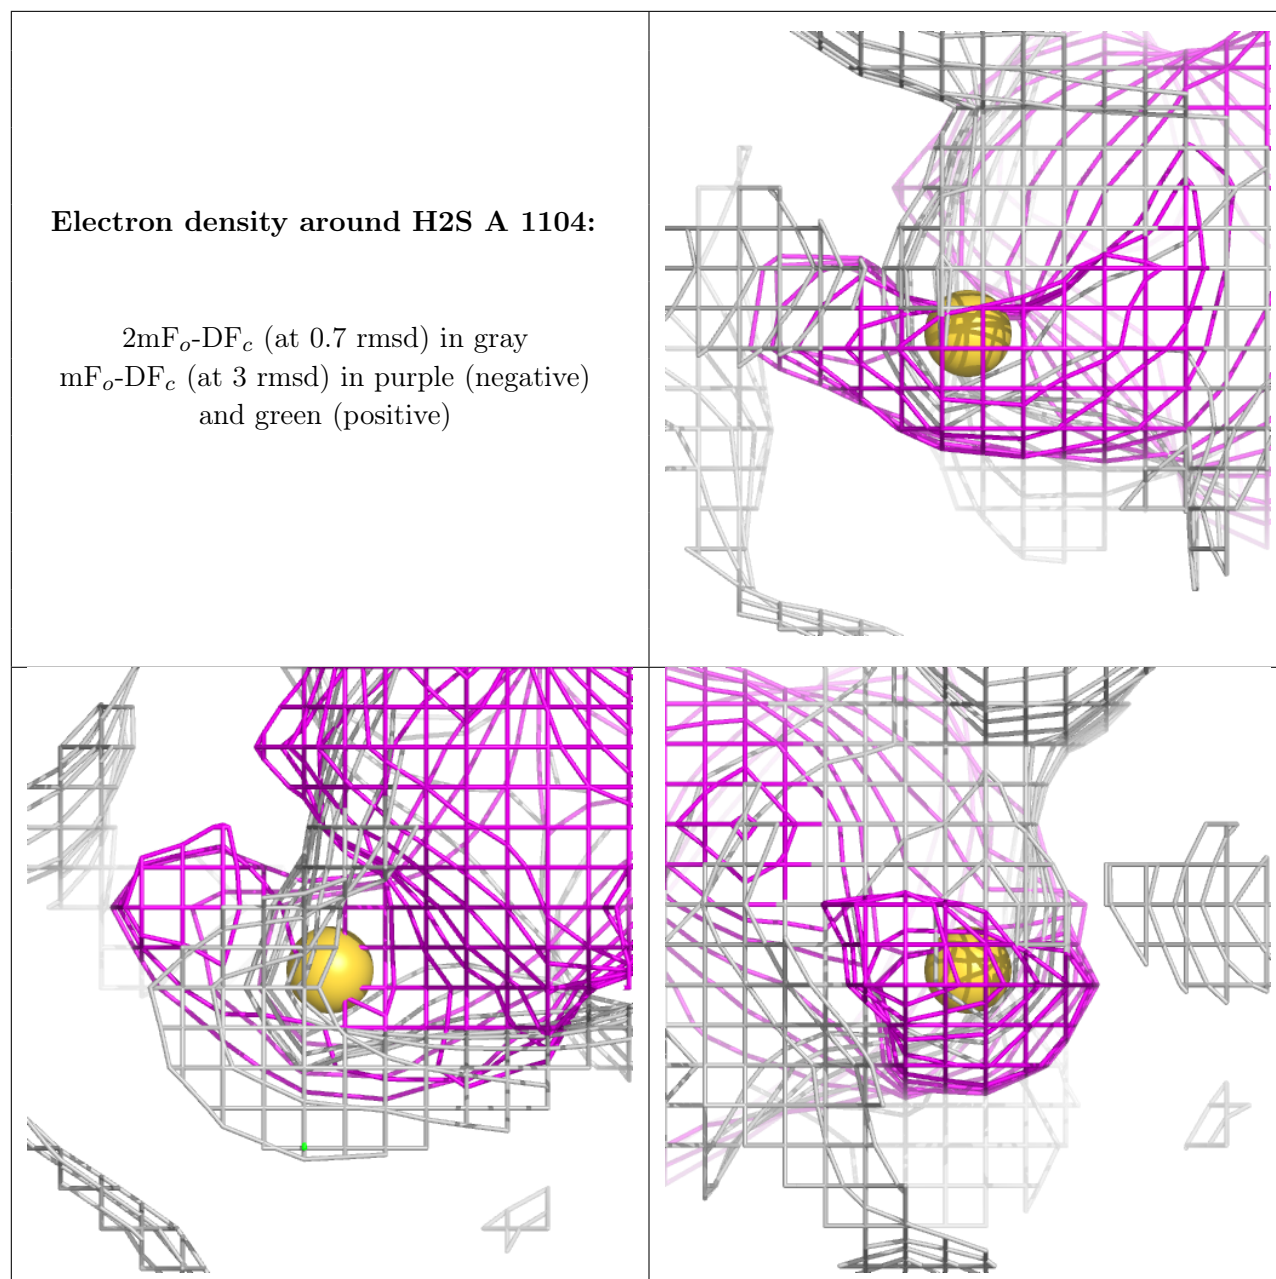 Electron density around H2S A 1104:
2mFo-DFc (at 0.7 rmsd) in gray
mFo-DFc (at 3 rmsd) in purple (negative)
and green (positive)